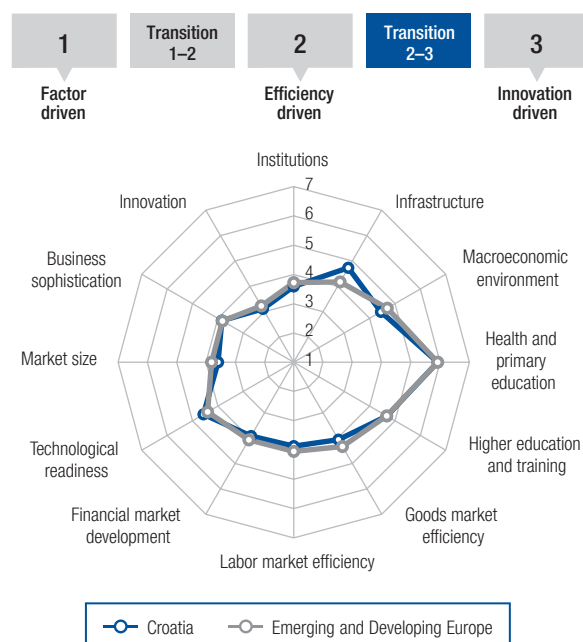 1
Transition
1–2
2
Transition
2–3
3
Factor
driven
Efficiency
driven
Innovation
driven
Institutions
7
Innovation
Infrastructure
6
5
Business
sophistication
Macroeconomic
environment
4
3
2
Market size
1
Health and
primary
education
Technological
readiness
Higher education
and training
Financial market
development
Goods market
efficiency
Labor market efficiency
Croatia
Emerging and Developing Europe